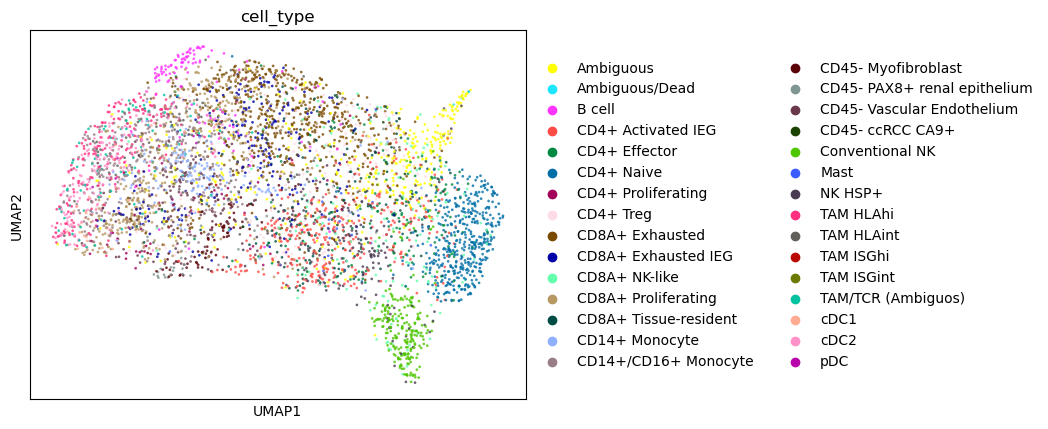 cell_type
UMAP2
UMAP1
Ambiguous
Ambiguous/Dead
B cell
CD4+ Activated IEG
CD4+ Effector
CD4+ Naive
CD4+ Proliferating
CD4+ Treg
CD8A+ Exhausted
CD8A+ Exhausted IEG
CD8A+ NK-like
CD8A+ Proliferating
CD8A+ Tissue-resident
CD14+ Monocyte
CD14+/CD16+ Monocyte
CD45- Myofibroblast
CD45- PAX8+ renal epithelium
CD45- Vascular Endothelium
CD45- ccRCC CA9+
Conventional NK
Mast
NK HSP+
TAM HLAhi
TAM HLAint
TAM ISGhi
TAM ISGint
TAM/TCR (Ambiguos)
cDC1
cDC2
pDC